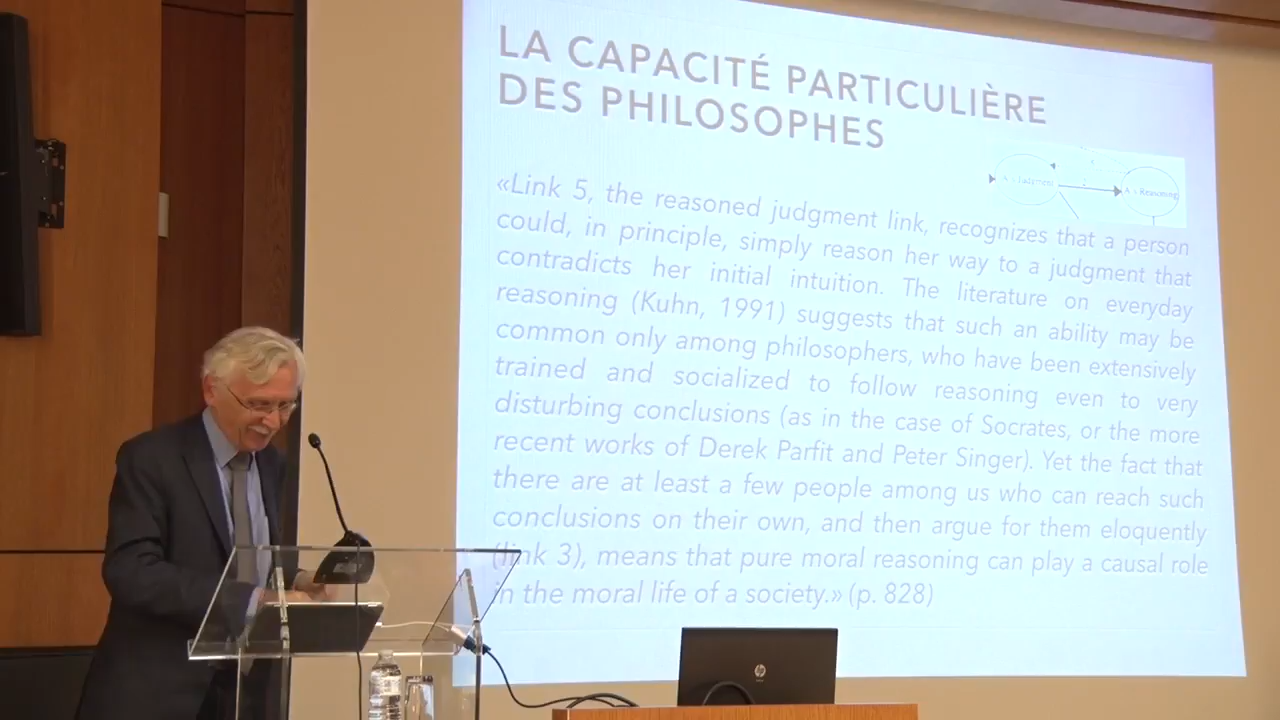 LA CAPACITÉ PARTICULIÈRE
DES PHILOSOPHES
A's Judgment
A's Reasoning
«Link 5, the reasoned judgment link, recognizes that a person
could, in principle, simply reason her way to a judgment that
contradicts her initial intuition. The literature on everyday
reasoning (Kuhn, 1991) suggests that such an ability may be
common only among philosophers, who have been extensively
trained and socialized to follow reasoning even to very
disturbing conclusions (as in the case of Socrates, or the more
recent works of Derek Parfit and Peter Singer). Yet the fact that
there are at least a few people among us who can reach such
conclusions on their own, and then argue for them eloquently
(link 3), means that pure moral reasoning can play a causal role
in the moral life of a society.» (p. 828)
hp